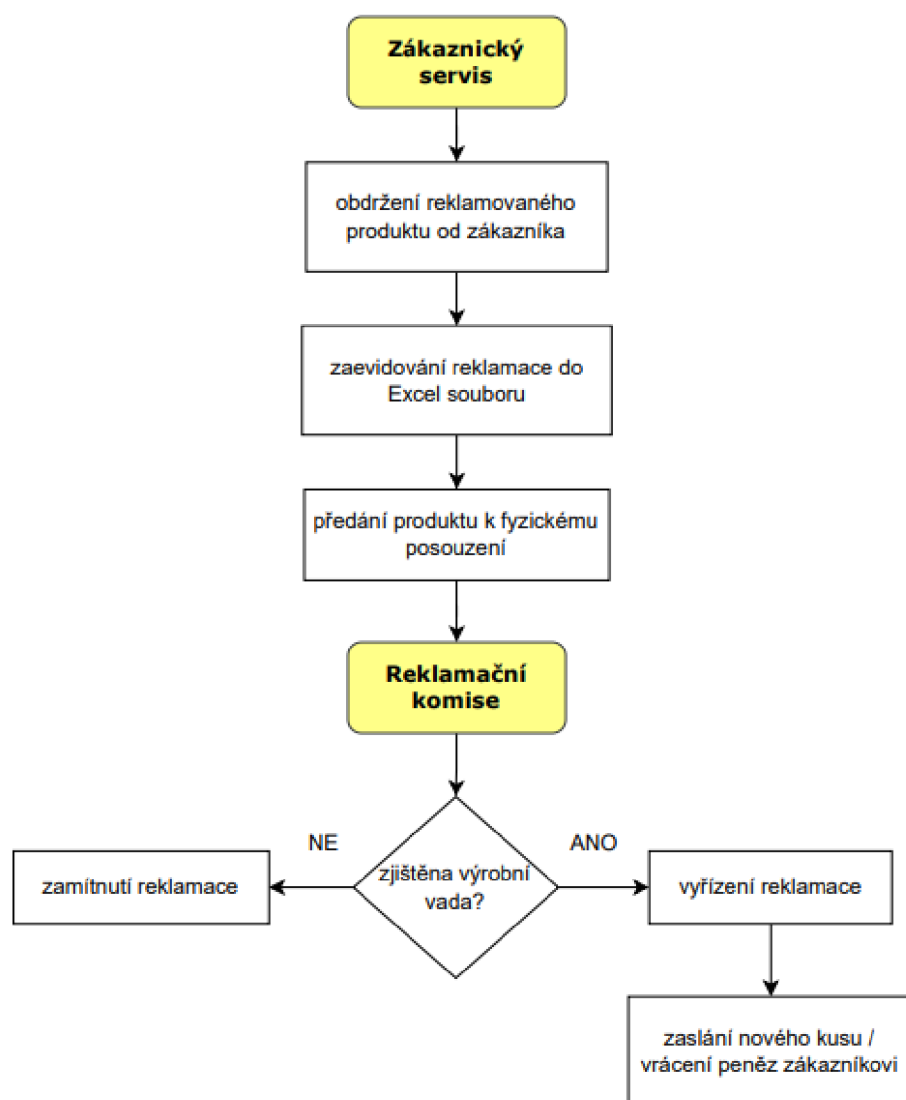 Zákaznický
servis
obdržení reklamovaného
produktu od zákazníka
zaevidování reklamace do
Excel souboru
předání produktu k fyzickému
posouzení
Reklamační
komise
NE
ANO
zamítnutí reklamace
zjištěna výrobní
vada?
vyřízení reklamace
zaslání nového kusu /
vrácení peněz zákazníkovi